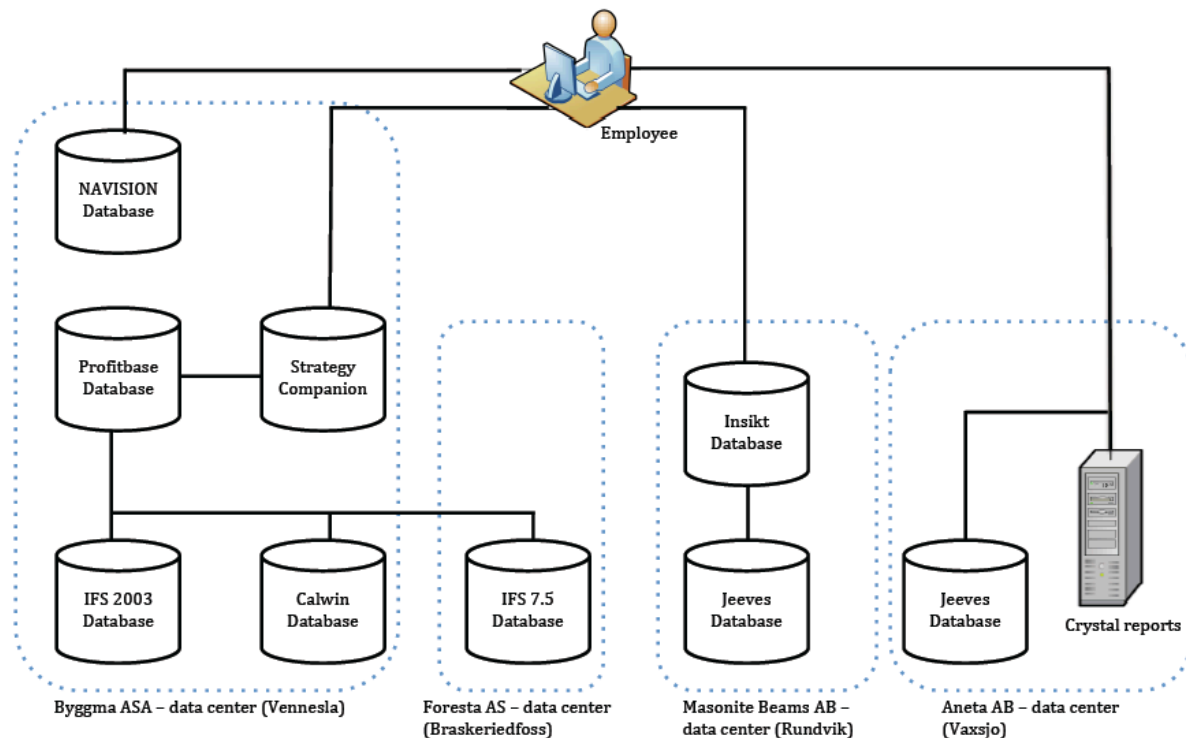 Employee
NAVISION
Database
Profitbase
Database
Strategy
Companion
Insikt
Database
IFS 2003
Database
Calwin
Database
IFS 7.5
Database
Jeeves
Database
Jeeves
Database
Crystal reports
Byggma ASA – data center (Vennesla)
Foresta AS – data center
(Braskeriedfoss)
Masonite Beams AB –
data center (Rundvik)
Aneta AB – data center
(Vaxsjo)